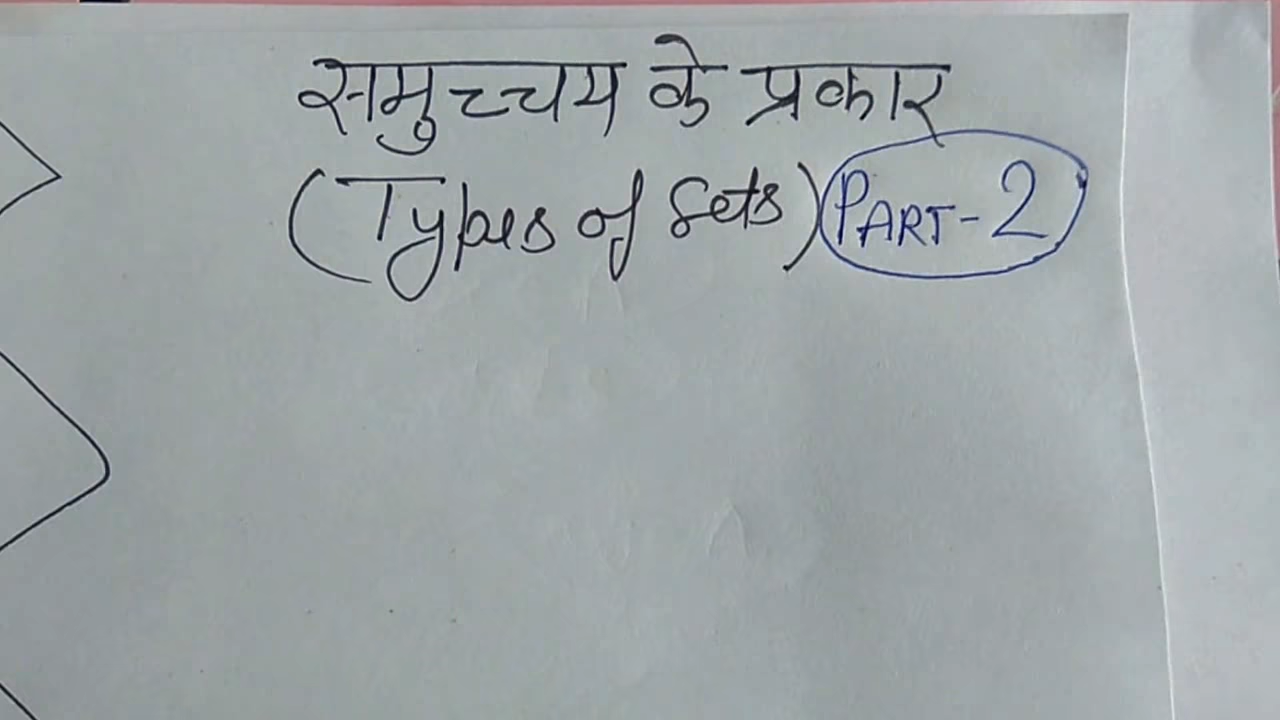 समुच्चय के प्रकार
(Types of Sets) PART-2